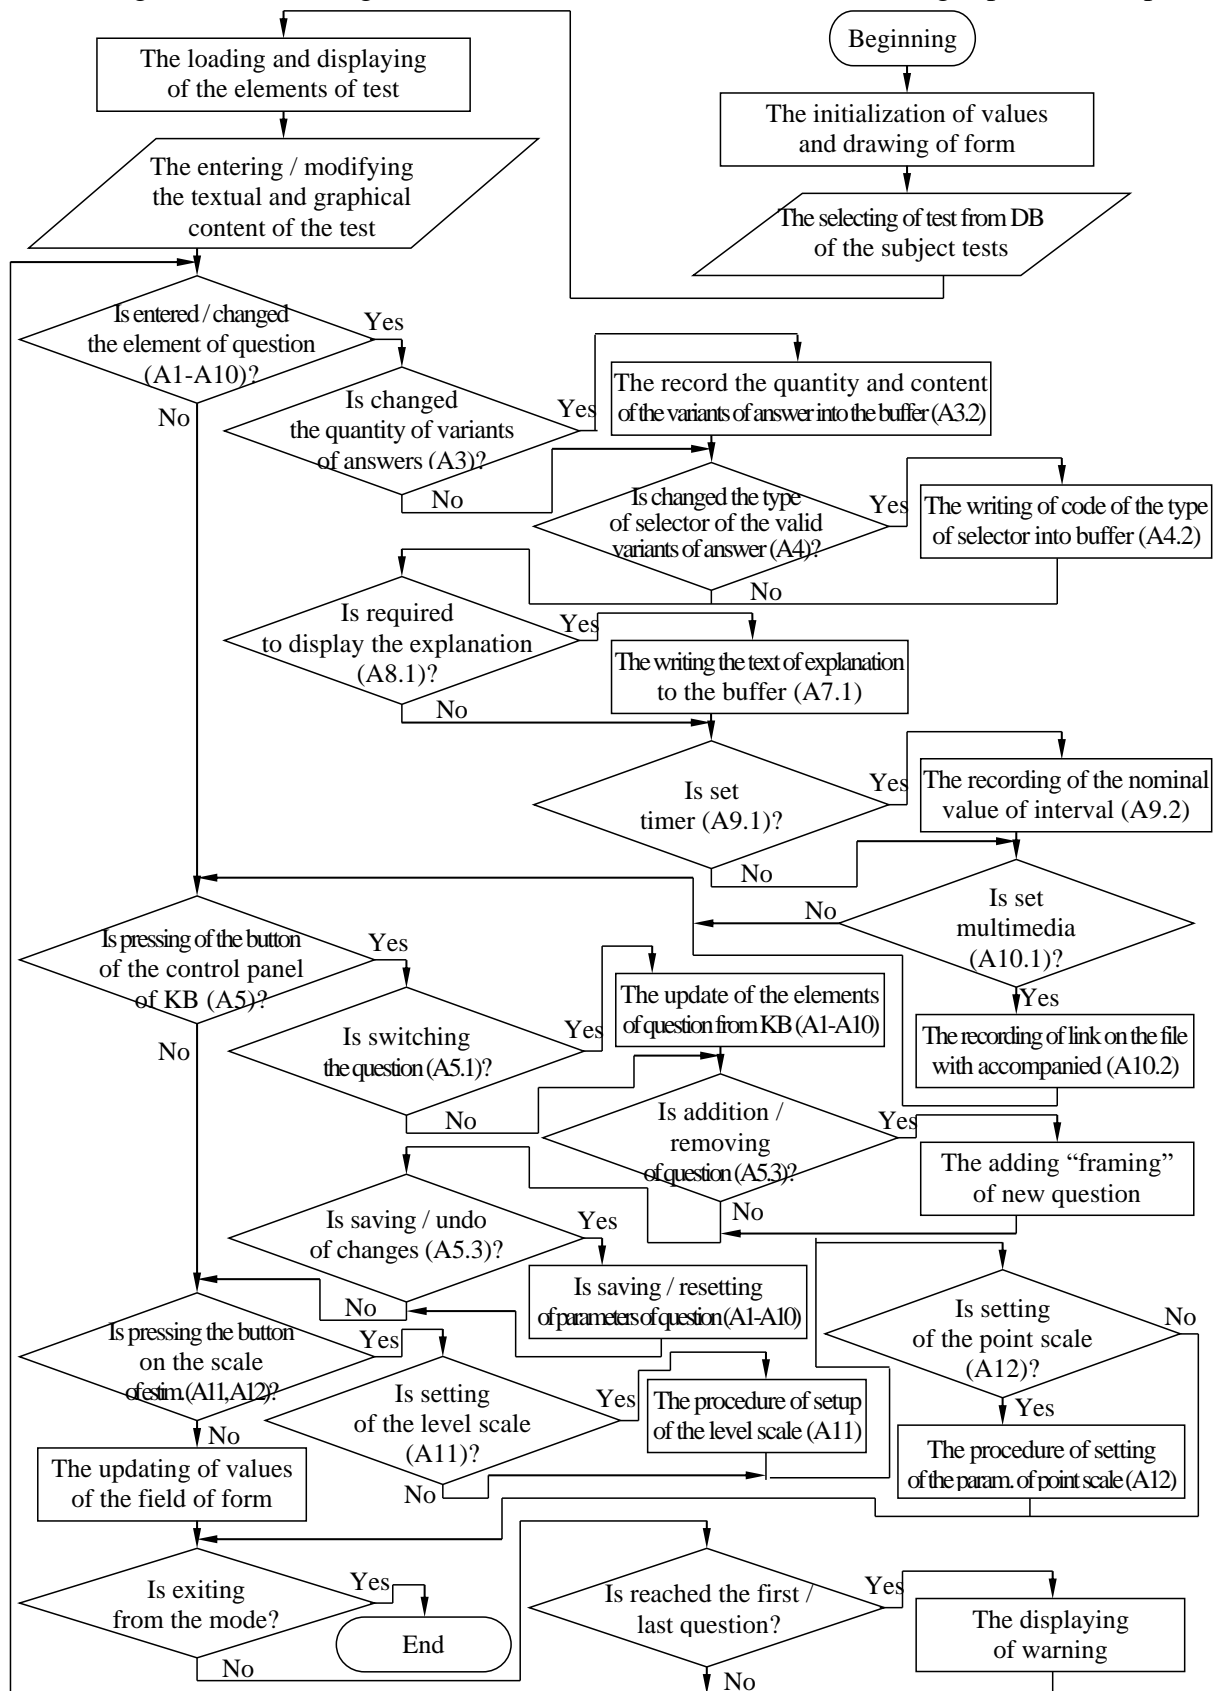 Beginning
The loading and displaying
of the elements of test
The initialization of values
and drawing of form
The entering / modifying
the textual and graphical
content of the test
The selecting of test from DB
of the subject tests
Is entered / changed
the element of question
(A1-A10)?
Yes
No
Is changed
the quantity of variants
of answers (A3)?
Yes
No
The record the quantity and content
of the variants of answer into the buffer (A3.2)
Is changed the type
of selector of the valid
variants of answer (A4)?
Yes
No
The writing of code of the type
of selector into buffer (A4.2)
Is required
to display the explanation
(A8.1)?
Yes
No
The writing the text of explanation
to the buffer (A7.1)
Is set
timer (A9.1)?
Yes
No
The recording of the nominal
value of interval (A9.2)
Is set
multimedia
(A10.1)?
No
Yes
The recording of link on the file
with accompanied (A10.2)
Is pressing of the button
of the control panel
of KB (A5)?
Yes
No
Is switching
the question (A5.1)?
Yes
No
The update of the elements
of question from KB (A1-A10)
Is addition /
removing
of question (A5.3)?
Yes
No
The adding “framing”
of new question
Is saving / undo
of changes (A5.3)?
Yes
No
Is saving / resetting
of parameters of question (A1-A10)
Is setting
of the point scale
(A12)?
No
Yes
The procedure of setting
of the param. of point scale (A12)
Is pressing the button
on the scale
of estim. (A11, A12)?
Yes
No
Is setting
of the level scale
(A11)?
Yes
No
The procedure of setup
of the level scale (A11)
The updating of values
of the field of form
Is exiting
from the mode?
Yes
No
End
Is reached the first /
last question?
Yes
No
The displaying
of warning